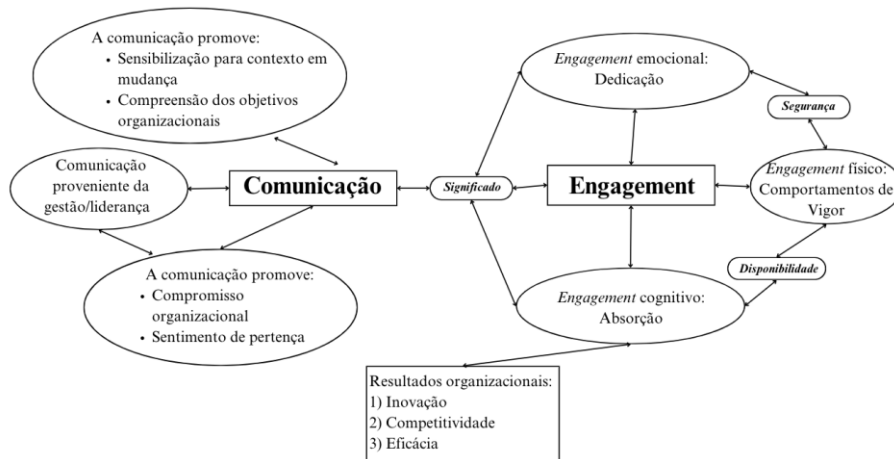 A comunicação promove:
• Sensibilização para contexto em
mudança
• Compreensão dos objetivos
organizacionais
Comunicação
proveniente da
gestão/liderança
Comunicação
A comunicação promove:
• Compromisso
organizacional
• Sentimento de pertença
Significado
Engagement emocional:
Dedicação
Segurança
Engagement
Engagement físico:
Comportamentos de
Vigor
Disponibilidade
Engagement cognitivo:
Absorção
Resultados organizacionais:
1) Inovação
2) Competitividade
3) Eficácia